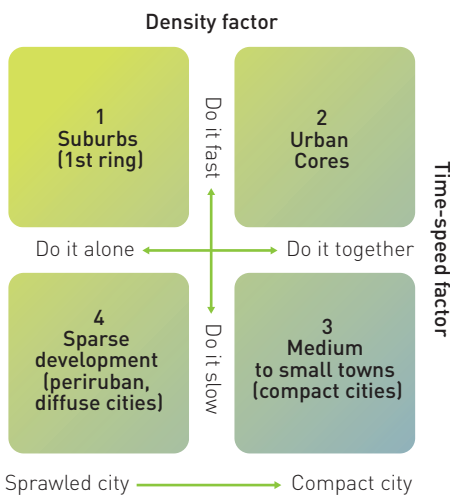 Density factor
1
Suburbs
(1st ring)
Do it fast
2
Urban
Cores
Time-speed factor
Do it alone
Do it together
4
Sparse
development
(periruban,
diffuse cities)
Do it slow
3
Medium
to small towns
(compact cities)
Sprawled city
Compact city